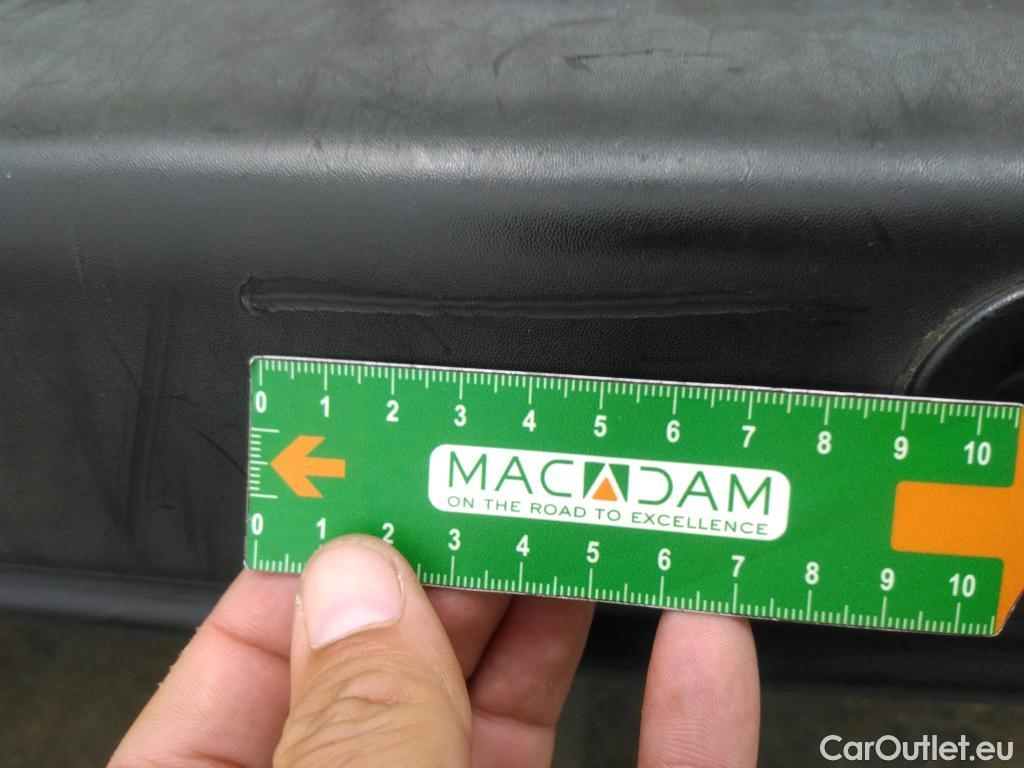 0 1 2 3 4 5 6 7 8 9 10
MACADAM
ON THE ROAD TO EXCELLENCE
0 1 2 3 4 5 6 7 8 9 10
CarOutlet.eu